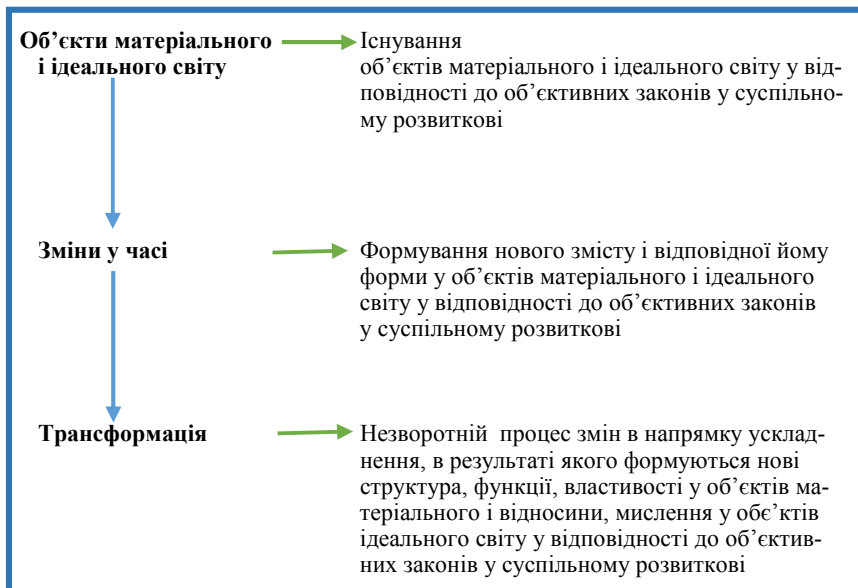 Об’єкти матеріального
і ідеального світу
Існування
об’єктів матеріального і ідеального світу у від-
повідності до об’єктивних законів у суспільно-
му розвиткові
Зміни у часі
Формування нового змісту і відповідної йому
форми у об’єктів матеріального і ідеального
світу у відповідності до об’єктивних законів
у суспільному розвиткові
Трансформація
Незворотній процес змін в напрямку усклад-
нення, в результаті якого формуються нові
структура, функції, властивості у об’єктів ма-
теріального і відносини, мислення у обє’ктів
ідеального світу у відповідності до об’єктив-
них законів у суспільному розвиткові